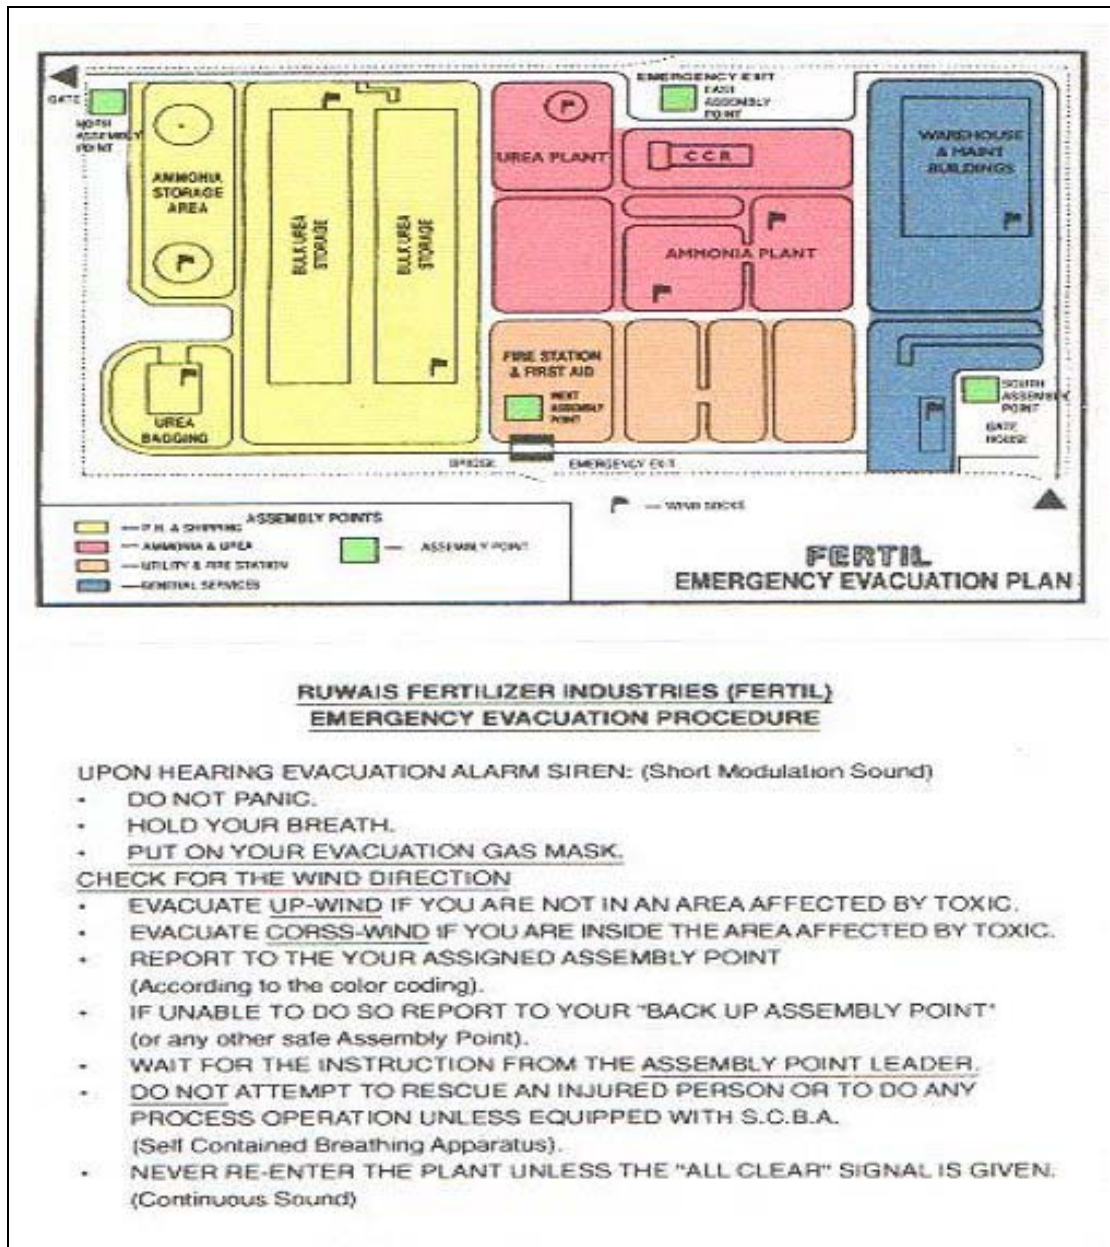 GATE
NORTH
ASSEMBLY
POINT
AMMONIA
STORAGE
AREA
BULK UREA
STORAGE
BULK UREA
STORAGE
UREA
BAGGING
UREA PLANT
EMERGENCY EXIT
EAST
ASSEMBLY
POINT
C C R
AMMONIA PLANT
WAREHOUSE
& MAINT
BUILDINGS
FIRE STATION
& FIRST AID
ASSEMBLY
POINT
BRIDGE
EMERGENCY EXIT
SOUTH
ASSEMBLY
POINT
GATE
HOUSE
ASSEMBLY POINTS
— P.H. & SHIPPING
— AMMONIA & UREA
— UTILITY & FIRE STATION
— GENERAL SERVICES
— ASSEMBLY POINT
— WIND SOCKS
FERTIL
EMERGENCY EVACUATION PLAN
RUWAIS FERTILIZER INDUSTRIES (FERTIL)
EMERGENCY EVACUATION PROCEDURE
UPON HEARING EVACUATION ALARM SIREN: (Short Modulation Sound)
• DO NOT PANIC.
• HOLD YOUR BREATH.
• PUT ON YOUR EVACUATION GAS MASK.
CHECK FOR THE WIND DIRECTION
• EVACUATE UP-WIND IF YOU ARE NOT IN AN AREA AFFECTED BY TOXIC.
• EVACUATE CORSS-WIND IF YOU ARE INSIDE THE AREA AFFECTED BY TOXIC.
• REPORT TO THE YOUR ASSIGNED ASSEMBLY POINT
(According to the color coding).
• IF UNABLE TO DO SO REPORT TO YOUR "BACK UP ASSEMBLY POINT"
(or any other safe Assembly Point).
• WAIT FOR THE INSTRUCTION FROM THE ASSEMBLY POINT LEADER.
• DO NOT ATTEMPT TO RESCUE AN INJURED PERSON OR TO DO ANY
PROCESS OPERATION UNLESS EQUIPPED WITH S.C.B.A.
(Self Contained Breathing Apparatus).
• NEVER RE-ENTER THE PLANT UNLESS THE "ALL CLEAR" SIGNAL IS GIVEN.
(Continuous Sound)